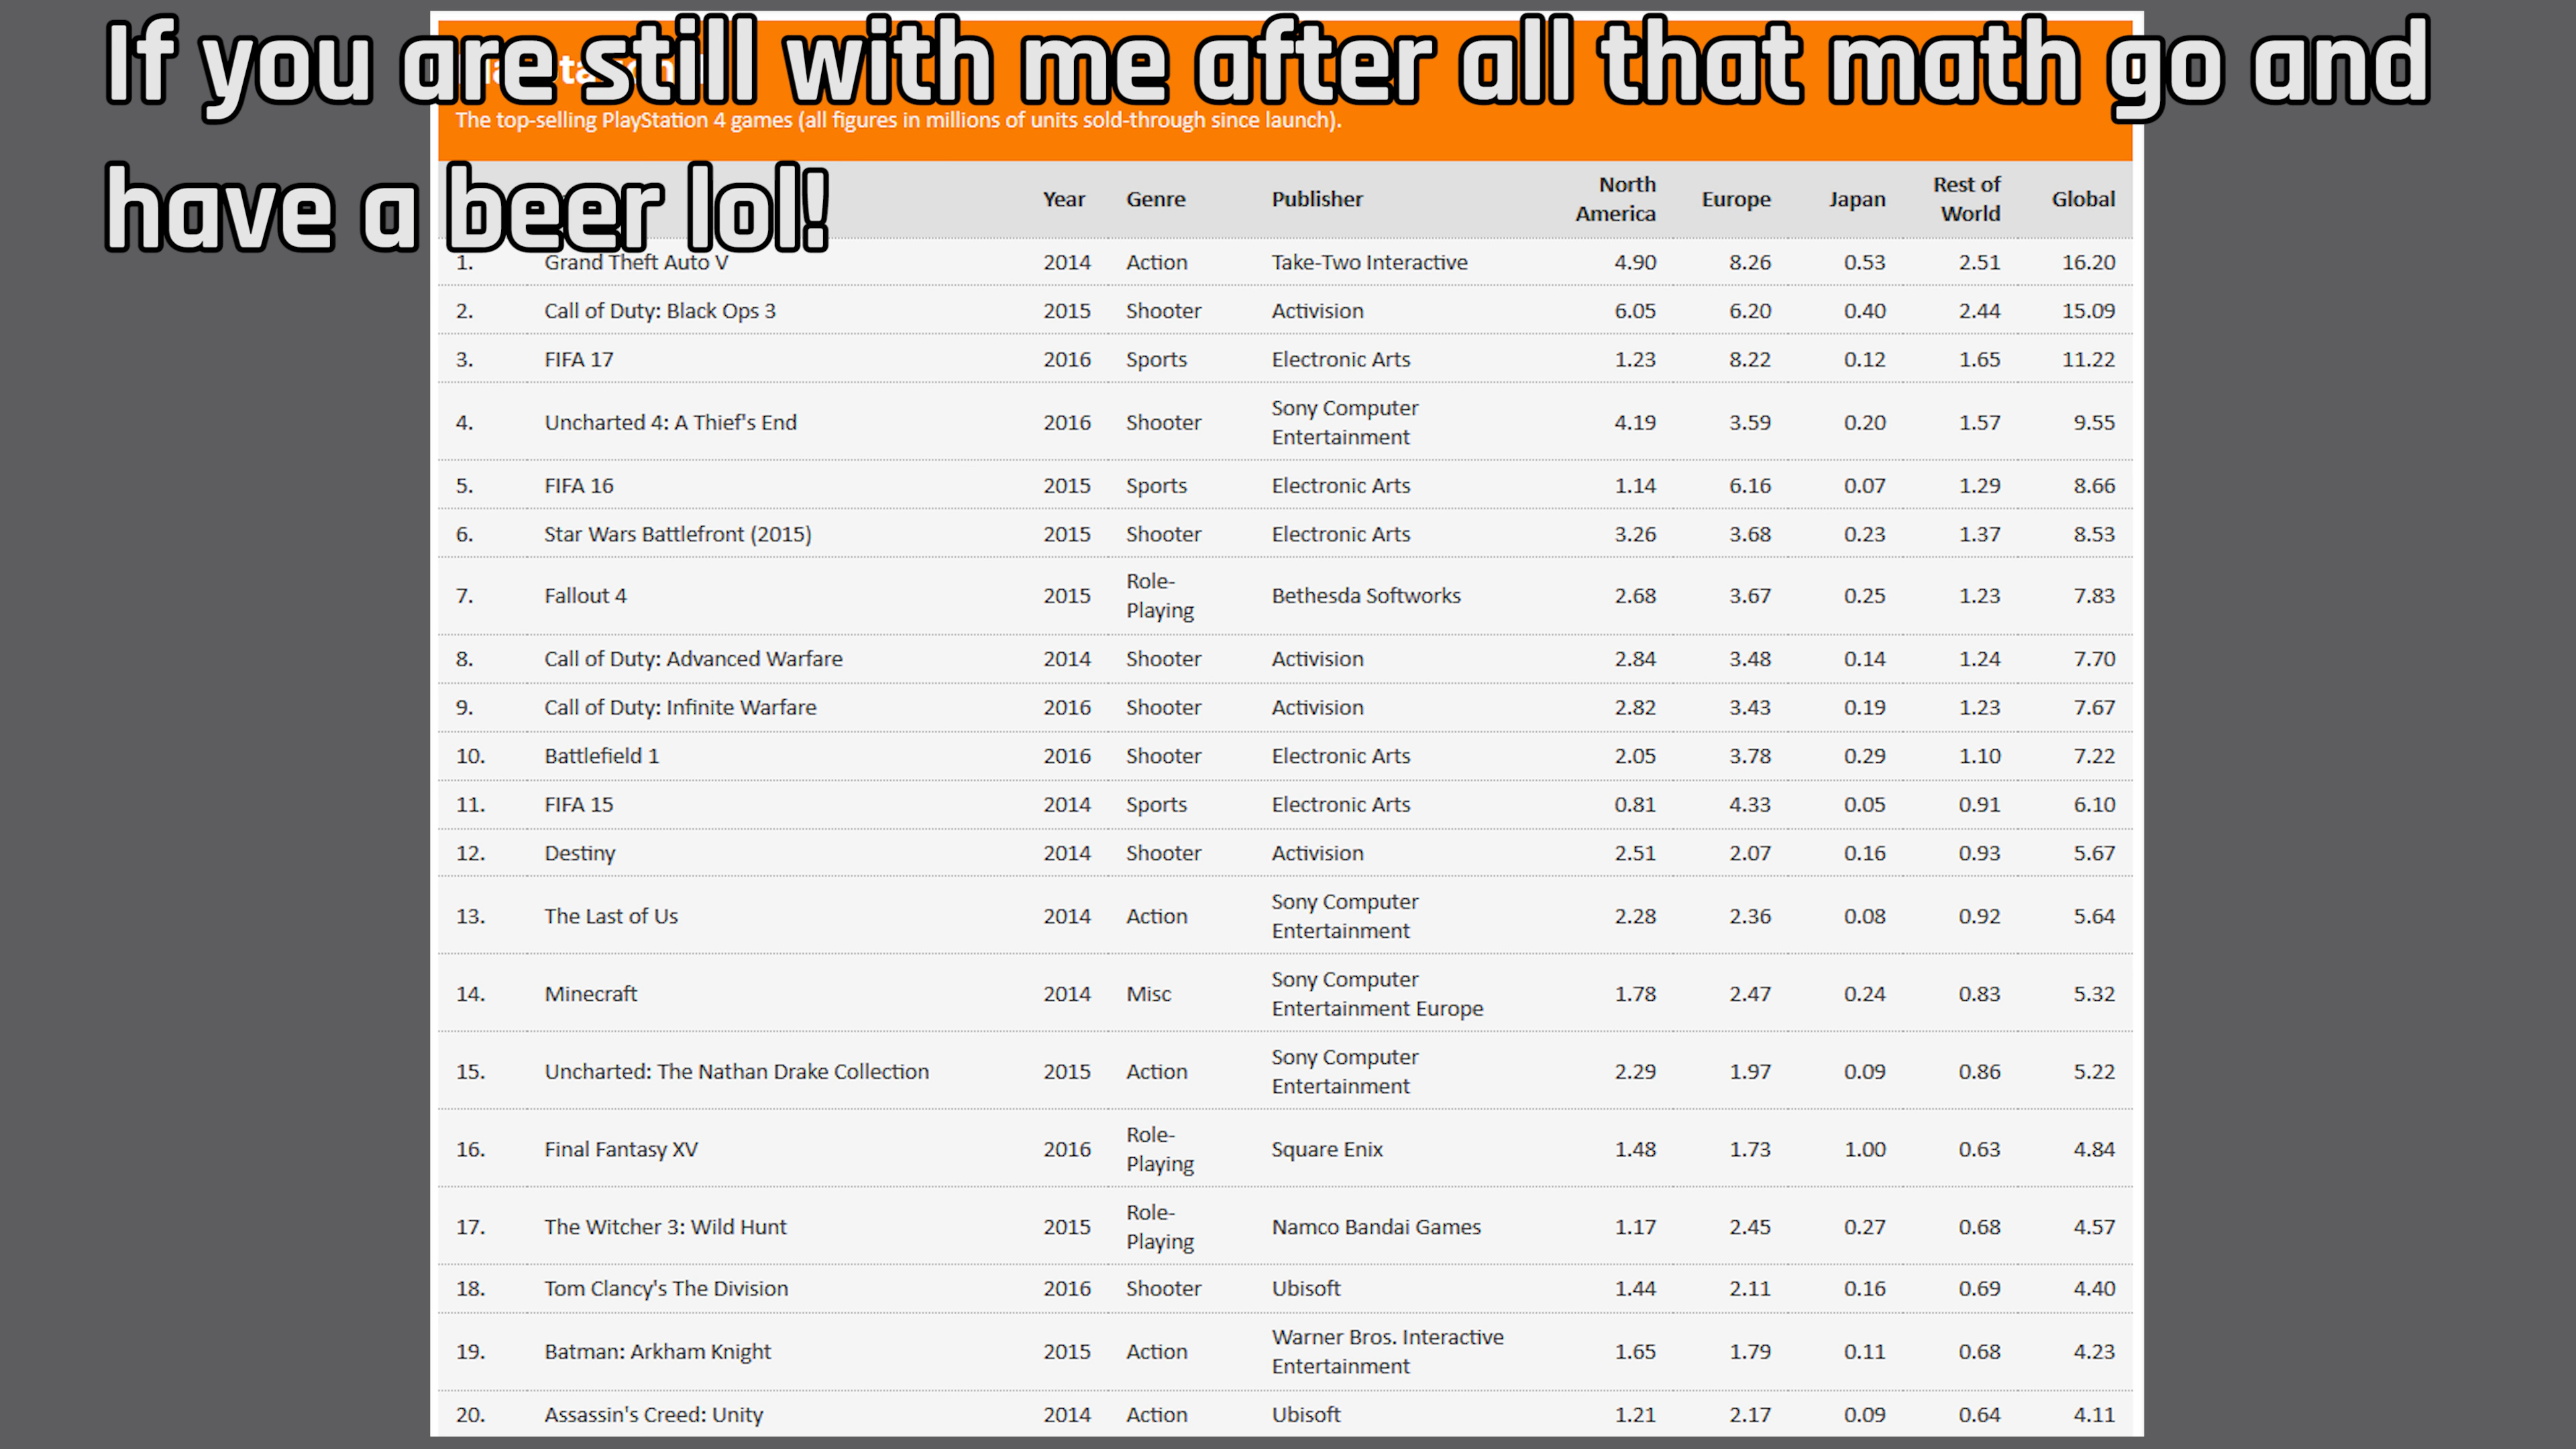 If you are still with me after all that math go and
have a beer lol!
The top-selling PlayStation 4 games (all figures in millions of units sold-through since launch).
Year Genre Publisher North America Europe Japan Rest of World Global
1. Grand Theft Auto V 2014 Action Take-Two Interactive 4.90 8.26 0.53 2.51 16.20
2. Call of Duty: Black Ops 3 2015 Shooter Activision 6.05 6.20 0.40 2.44 15.09
3. FIFA 17 2016 Sports Electronic Arts 1.23 8.22 0.12 1.65 11.22
4. Uncharted 4: A Thief's End 2016 Shooter Sony Computer Entertainment 4.19 3.59 0.20 1.57 9.55
5. FIFA 16 2015 Sports Electronic Arts 1.14 6.16 0.07 1.29 8.66
6. Star Wars Battlefront (2015) 2015 Shooter Electronic Arts 3.26 3.68 0.23 1.37 8.53
7. Fallout 4 2015 Role-Playing Bethesda Softworks 2.68 3.67 0.25 1.23 7.83
8. Call of Duty: Advanced Warfare 2014 Shooter Activision 2.84 3.48 0.14 1.24 7.70
9. Call of Duty: Infinite Warfare 2016 Shooter Activision 2.82 3.43 0.19 1.23 7.67
10. Battlefield 1 2016 Shooter Electronic Arts 2.05 3.78 0.29 1.10 7.22
11. FIFA 15 2014 Sports Electronic Arts 0.81 4.33 0.05 0.91 6.10
12. Destiny 2014 Shooter Activision 2.51 2.07 0.16 0.93 5.67
13. The Last of Us 2014 Action Sony Computer Entertainment 2.28 2.36 0.08 0.92 5.64
14. Minecraft 2014 Misc Sony Computer Entertainment Europe 1.78 2.47 0.24 0.83 5.32
15. Uncharted: The Nathan Drake Collection 2015 Action Sony Computer Entertainment 2.29 1.97 0.09 0.86 5.22
16. Final Fantasy XV 2016 Role-Playing Square Enix 1.48 1.73 1.00 0.63 4.84
17. The Witcher 3: Wild Hunt 2015 Role-Playing Namco Bandai Games 1.17 2.45 0.27 0.68 4.57
18. Tom Clancy's The Division 2016 Shooter Ubisoft 1.44 2.11 0.16 0.69 4.40
19. Batman: Arkham Knight 2015 Action Warner Bros. Interactive Entertainment 1.65 1.79 0.11 0.68 4.23
20. Assassin's Creed: Unity 2014 Action Ubisoft 1.21 2.17 0.09 0.64 4.11